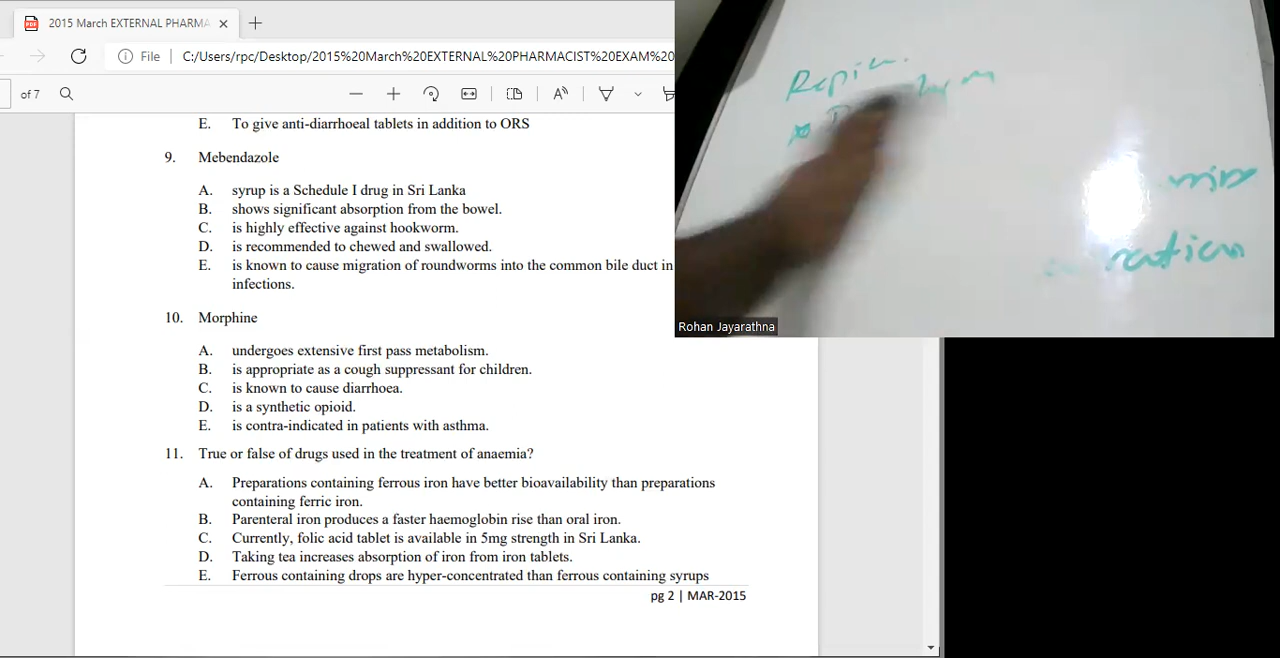 2015 March EXTERNAL PHARMA
File
C:/Users/rpc/Desktop/2015%20March%20EXTERNAL%20PHARMACIST%20EXAM%20
of 7
E. To give anti-diarrhoeal tablets in addition to ORS
9. Mebendazole
A. syrup is a Schedule I drug in Sri Lanka
B. shows significant absorption from the bowel.
C. is highly effective against hookworm.
D. is recommended to chewed and swallowed.
E. is known to cause migration of roundworms into the common bile duct in
infections.
10. Morphine
A. undergoes extensive first pass metabolism.
B. is appropriate as a cough suppressant for children.
C. is known to cause diarrhoea.
D. is a synthetic opioid.
E. is contra-indicated in patients with asthma.
11. True or false of drugs used in the treatment of anaemia?
A. Preparations containing ferrous iron have better bioavailability than preparations
containing ferric iron.
B. Parenteral iron produces a faster haemoglobin rise than oral iron.
C. Currently, folic acid tablet is available in 5mg strength in Sri Lanka.
D. Taking tea increases absorption of iron from iron tablets.
E. Ferrous containing drops are hyper-concentrated than ferrous containing syrups
pg 2 | MAR-2015
Rohan Jayarathna